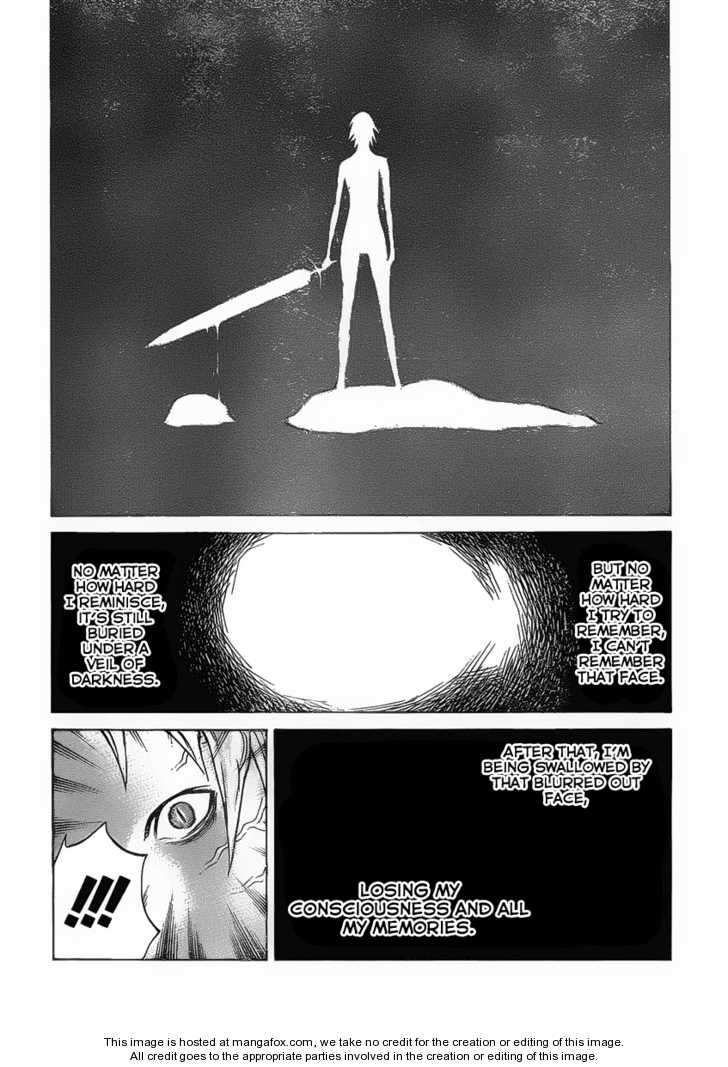 BUT NO
MATTER
HOW HARD
I TRY TO
REMEMBER,
I CAN'T
REMEMBER
THAT FACE.
NO MATTER
HOW HARD
I REMINISCE,
IT'S STILL
BURIED
UNDER A
VEIL OF
DARKNESS.
AFTER THAT, I'M
BEING SWALLOWED BY
THAT BLURRED OUT
FACE,
LOSING MY
CONSCIOUSNESS AND ALL
MY MEMORIES.
!!!
This image is hosted at mangafox.com, we take no credit for the creation or editing of this image.
All credit goes to the appropriate parties involved in the creation or editing of this image.